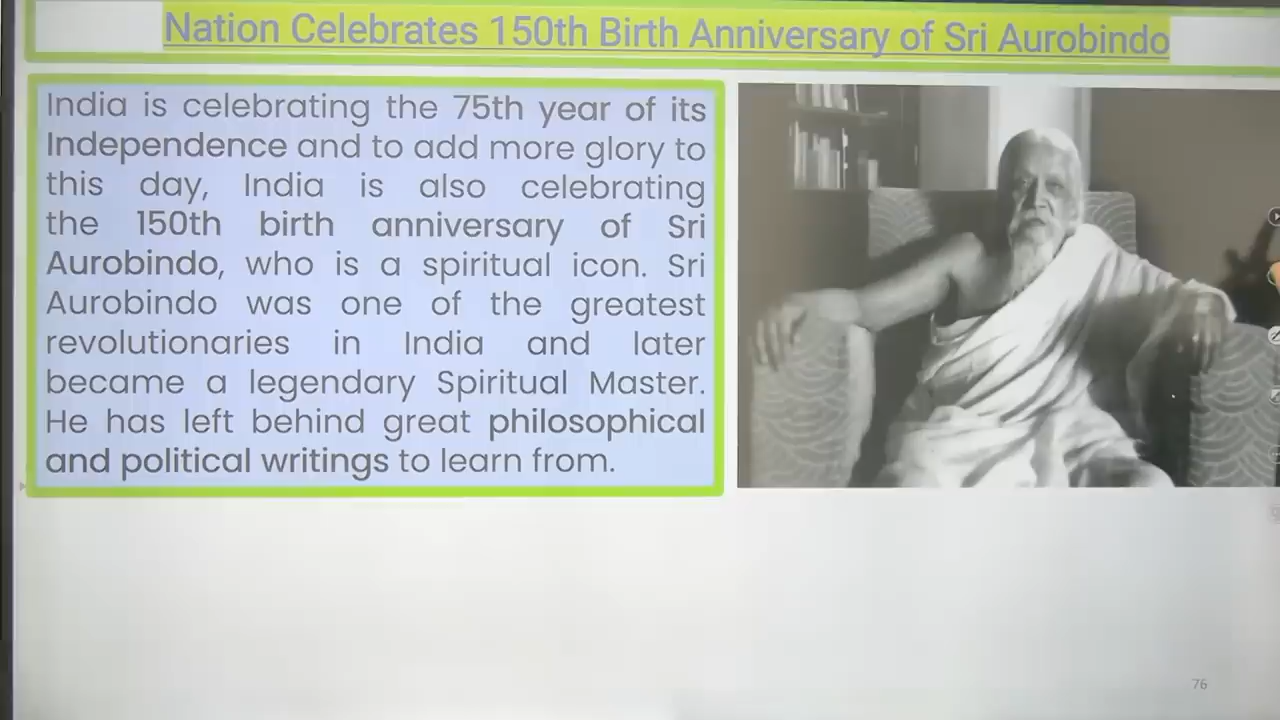 Nation Celebrates 150th Birth Anniversary of Sri Aurobindo
India is celebrating the 75th year of its
Independence and to add more glory to
this day, India is also celebrating
the 150th birth anniversary of Sri
Aurobindo, who is a spiritual icon. Sri
Aurobindo was one of the greatest
revolutionaries in India and later
became a legendary Spiritual Master.
He has left behind great philosophical
and political writings to learn from.
76